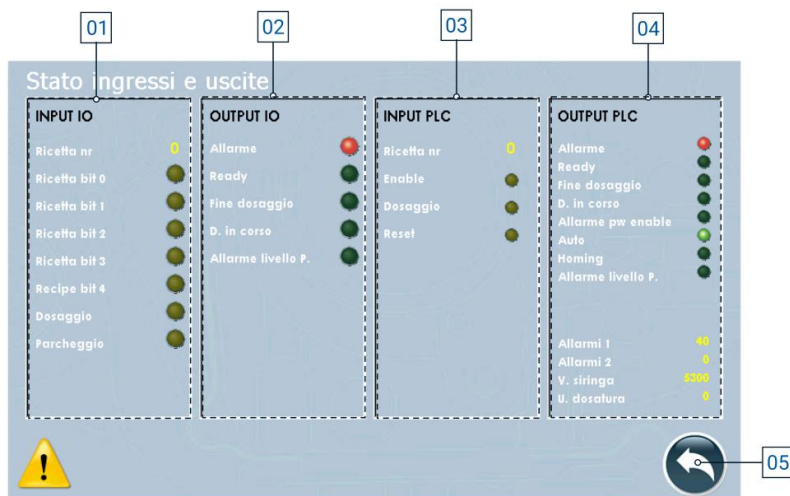 01
02
03
04
Stato ingressi e uscite
INPUT IO
Ricetta nr 0
Ricetta bit 0
Ricetta bit 1
Ricetta bit 2
Ricetta bit 3
Recipe bit 4
Dosaggio
Parcheggio
OUTPUT IO
Allarme
Ready
Fine dosaggio
D. in corso
Allarme livello P.
INPUT PLC
Ricetta nr 0
Enable
Dosaggio
Reset
OUTPUT PLC
Allarme
Ready
Fine dosaggio
D. in corso
Allarme pw enable
Auto
Homing
Allarme livello P.
Allarmi 1 40
Allarmi 2 0
V. siringa 5300
U. dosatura 0
!
05